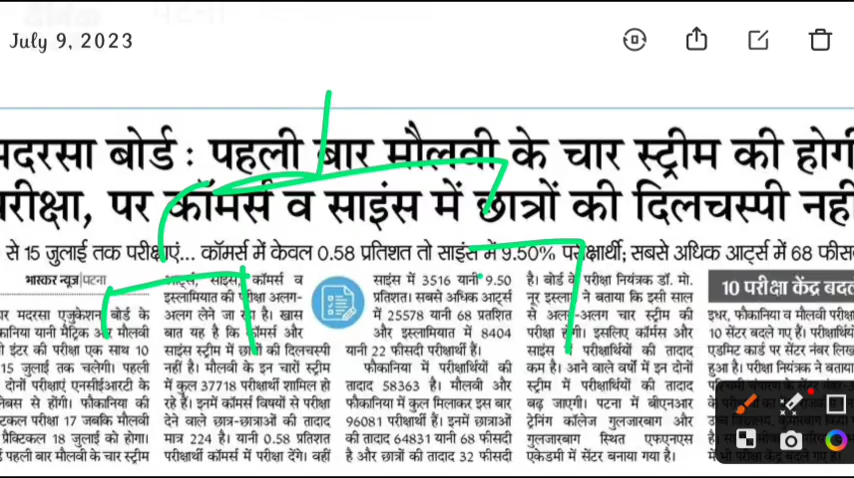 July 9, 2023
मदरसा बोर्ड : पहली बार मौलवी के चार स्ट्रीम की होगी
परीक्षा, पर कॉमर्स व साइंस में छात्रों की दिलचस्पी नहीं
से 15 जुलाई तक परीक्षाएं... कॉमर्स में केवल 0.58 प्रतिशत तो साइंस में 9.50% परीक्षार्थी; सबसे अधिक आर्ट्स में 68 फीस
भास्कर न्यूज | पटना
ार मदरसा एजुकेशन बोर्ड के
कानिया यानी मैट्रिक और मौलवी
ी इंटर की परीक्षा एक साथ 10
15 जुलाई तक चलेगी। पहली
दोनों परीक्षाएं एनसीईआरटी के
बस से होंगी। फौकानिया की
टकल परीक्षा 17 जबकि मौलवी
प्रैक्टिकल 18 जुलाई को होगा।
पहली बार मौलवी के चार स्ट्रीम
आर्ट्स, साइंस, कॉमर्स व
इस्लामियात की परीक्षा अलग-
अलग लेने जा रहा है। खास
बात यह है कि कॉमर्स और
साइंस स्ट्रीम में छात्रों की दिलचस्पी
नहीं है। मौलवी के इन चारों स्ट्रीम
में कुल 37718 परीक्षार्थी शामिल हो
रहे हैं। इनमें कॉमर्स विषयों से परीक्षा
देने वाले छात्र-छात्राओं की तादाद
मात्र 224 है। यानी 0.58 प्रतिशत
परीक्षार्थी कॉमर्स में परीक्षा देंगे। वहीं
साइंस में 3516 यानी 9.50
प्रतिशत। सबसे अधिक आर्ट्स
में 25578 यानी 68 प्रतिशत
और इस्लामियात में 8404
यानी 22 फीसदी परीक्षार्थी हैं।
फौकानिया में परीक्षार्थियों की
तादाद 58363 है। मौलवी और
फौकानिया में कुल मिलाकर इस बार
96081 परीक्षार्थी हैं। इनमें छात्राओं
की तादाद 64831 यानी 68 फीसदी
है और छात्रों की तादाद 32 फीसदी
है। बोर्ड के परीक्षा नियंत्रक डॉ. मो.
नूर इस्लाम ने बताया कि इसी साल
से अलग-अलग चार स्ट्रीम की
परीक्षा होगी। इसलिए कॉर्मस और
साइंस में परीक्षार्थियों की तादाद
कम है। आने वाले वर्षों में इन दोनों
स्ट्रीम में परीक्षार्थियों की तादाद
बढ़ जाएगी। पटना में बीएनआर
ट्रेनिंग कॉलेज गुलजारबाग और
गुलजारबाग स्थित एफएनएस
एकेडमी में सेंटर बनाया गया है।
10 परीक्षा केंद्र बदल
इधर, फौकानिया व मौलवी परीक्षा
10 सेंटर बदले गए हैं। परीक्षार्थिय
एडमिट कार्ड पर सेंटर नंबर लिख
हुआ है। परीक्षा नियंत्रक ने बताया